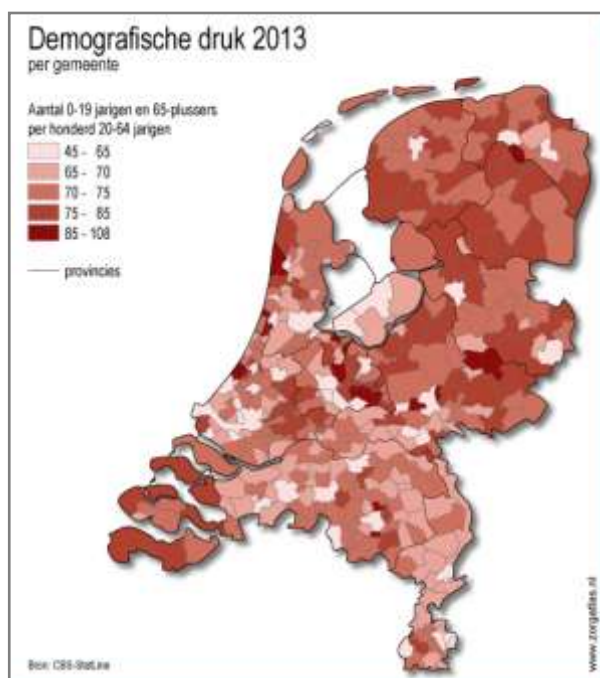 Demografische druk 2013
per gemeente
Aantal 0-19 jarigen en 65-plussers
per honderd 20-64 jarigen
45 - 65
65 - 70
70 - 75
75 - 85
85 - 108
provincies
Bron: CBS-StatLine
www.zorgatlas.nl